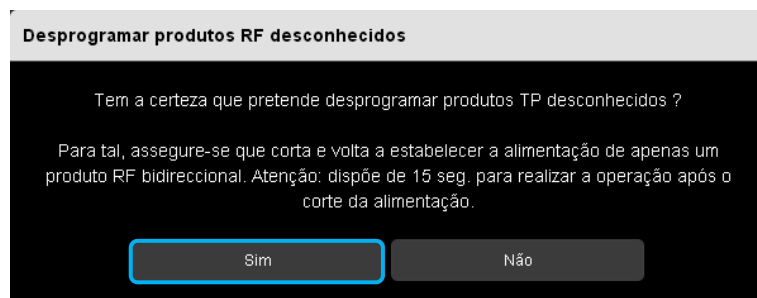 Desprogramar produtos RF desconhecidos
Tem a certeza que pretende desprogramar produtos TP desconhecidos ?
Para tal, assegure-se que corta e volta a estabelecer a alimentação de apenas um
produto RF bidireccional. Atenção: dispõe de 15 seg. para realizar a operação após o
corte da alimentação.
Sim
Não